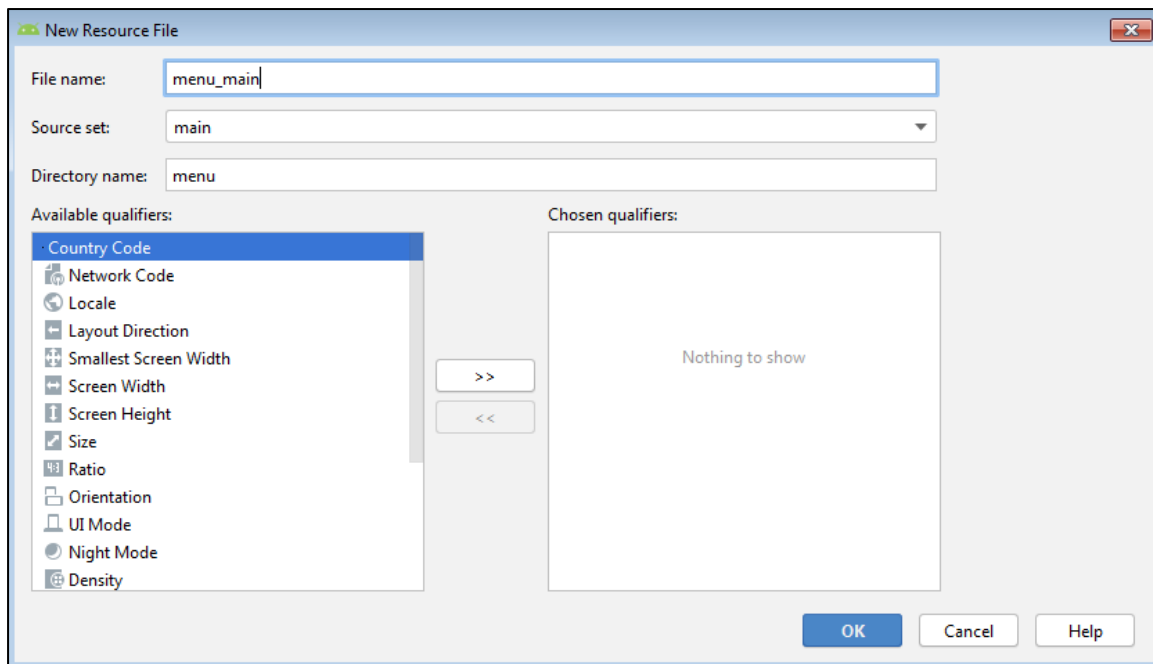 New Resource File
File name: menu_main
Source set: main
Directory name: menu
Available qualifiers: Chosen qualifiers:
Country Code
Network Code
Locale
Layout Direction
Smallest Screen Width
Nothing to show
Screen Width
>>
Screen Height
<<
Size
4:3 Ratio
Orientation
UI Mode
Night Mode
Density
OK Cancel Help